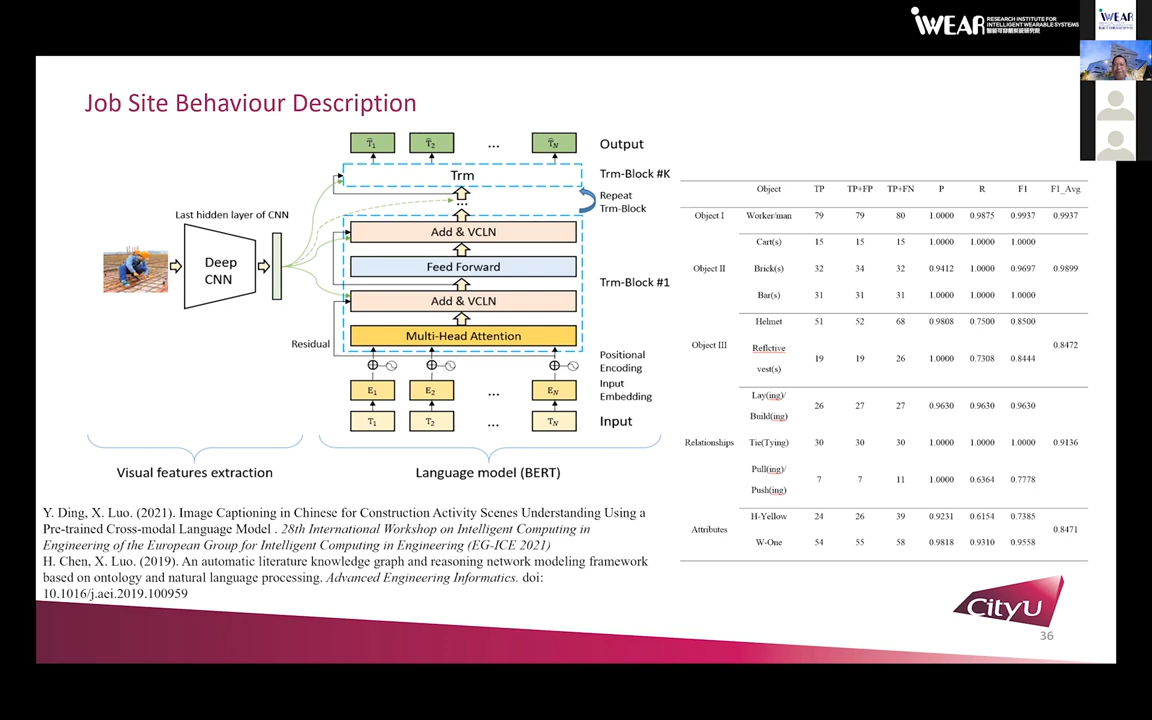 iWEAR RESEARCH INSTITUTE FOR
INTELLIGENT WEARABLE SYSTEMS
智能可穿戴系統研究院
iWEAR
Job Site Behaviour Description
T̂1 T̂2 ... T̂N Output
Trm Trm-Block #K
Repeat
Trm-Block
...
Last hidden layer of CNN
Add & VCLN
Deep
CNN
Feed Forward
Trm-Block #1
Add & VCLN
Multi-Head Attention
Residual
Positional
Encoding
Input
Embedding
E1 E2 ... EN
T1 T2 ... TN Input
Visual features extraction
Language model (BERT)
Object TP TP+FP TP+FN P R F1 F1_Avg
Object I Worker/man 79 79 80 1.0000 0.9875 0.9937 0.9937
Cart(s) 15 15 15 1.0000 1.0000 1.0000
Object II Brick(s) 32 34 32 0.9412 1.0000 0.9697 0.9899
Bar(s) 31 31 31 1.0000 1.0000 1.0000
Helmet 51 52 68 0.9808 0.7500 0.8500
Object III 0.8472
Reflctive
vest(s) 19 19 26 1.0000 0.7308 0.8444
Lay(ing)/
Build(ing) 26 27 27 0.9630 0.9630 0.9630
Relationships Tie(Tying) 30 30 30 1.0000 1.0000 1.0000 0.9136
Pull(ing)/
Push(ing) 7 7 11 1.0000 0.6364 0.7778
H-Yellow 24 26 39 0.9231 0.6154 0.7385
Attributes 0.8471
W-One 54 55 58 0.9818 0.9310 0.9558
Y. Ding, X. Luo. (2021). Image Captioning in Chinese for Construction Activity Scenes Understanding Using a
Pre-trained Cross-modal Language Model . 28th International Workshop on Intelligent Computing in
Engineering of the European Group for Intelligent Computing in Engineering (EG-ICE 2021)
H. Chen, X. Luo. (2019). An automatic literature knowledge graph and reasoning network modeling framework
based on ontology and natural language processing. Advanced Engineering Informatics. doi:
10.1016/j.aei.2019.100959
CityU
36